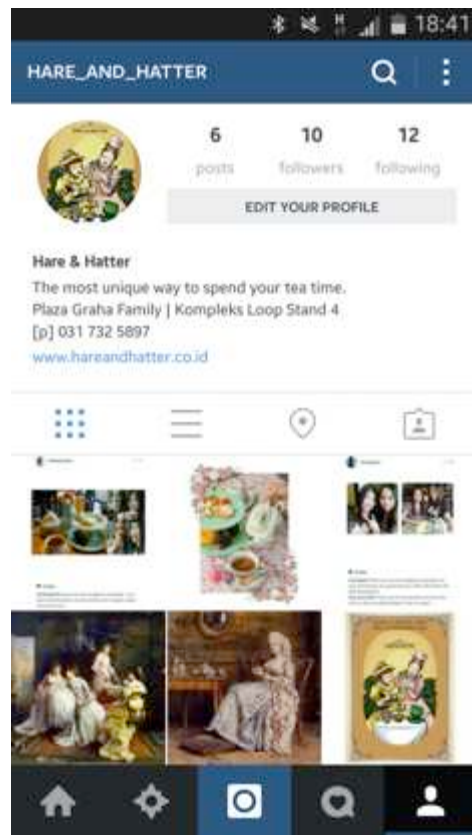 18:41
HARE_AND_HATTER
6 10 12
posts followers following
EDIT YOUR PROFILE
Hare & Hatter
The most unique way to spend your tea time.
Plaza Graha Family | Kompleks Loop Stand 4
[p] 031 732 5897
www.hareandhatter.co.id